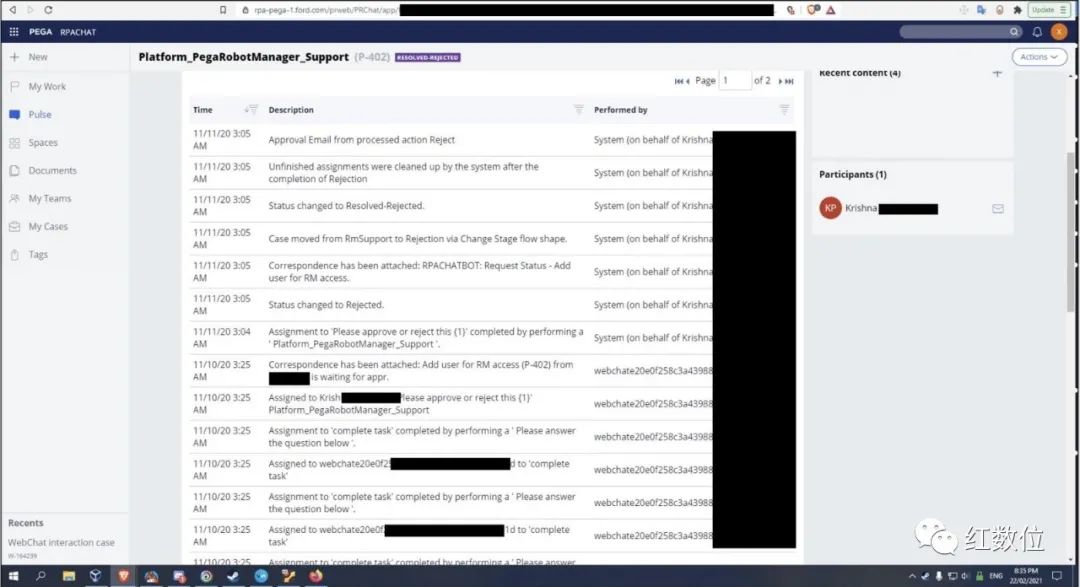 rpa-pega-1.ford.com/prweb/PRChat/app/
Update
PEGA RPACHAT
X
New
Platform_PegaRobotManager_Support (P-402) RESOLVED-REJECTED
Actions
My Work
Pulse
Spaces
Documents
My Teams
My Cases
Tags
Page 1 of 2
Time Description Performed by
11/11/20 3:05 AM Approval Email from processed action Reject System (on behalf of Krishna
11/11/20 3:05 Unfinished assignments were cleaned up by the system after the System (on behalf of Krishna
AM completion of Rejection
11/11/20 3:05 AM Status changed to Resolved-Rejected. System (on behalf of Krishna
11/11/20 3:05 AM Case moved from RmSupport to Rejection via Change Stage flow shape. System (on behalf of Krishna
11/11/20 3:05 Correspondence has been attached: RPACHATBOT: Request Status - Add System (on behalf of Krishna
AM user for RM access.
11/11/20 3:05 AM Status changed to Rejected. System (on behalf of Krishna
11/11/20 3:04 Assignment to 'Please approve or reject this {1}' completed by performing a System (on behalf of Krishna
AM ' Platform_PegaRobotManager_Support '.
11/10/20 3:25 Correspondence has been attached: Add user for RM access (P-402) from webchate20e0f258c3a43988
AM is waiting for appr.
11/10/20 3:25 Assigned to Krish lease approve or reject this {1}' webchate20e0f258c3a43988
AM Platform_PegaRobotManager_Support
11/10/20 3:25 Assignment to 'complete task' completed by performing a ' Please answer webchate20e0f258c3a43988
AM the question below '.
11/10/20 3:25 Assigned to webchate20e0f2 d to 'complete webchate20e0f258c3a43988
AM task'
11/10/20 3:25 Assignment to 'complete task' completed by performing a ' Please answer webchate20e0f258c3a43988
AM the question below '.
11/10/20 3:25 Assigned to webchate20e0f 1d to 'complete webchate20e0f258c3a43988
AM task'
11/10/20 3:25 Assignment to 'complete task' completed by performing a ' Please answer
Recent content (4)
Participants (1)
KP Krishna
Recents
WebChat interaction case
W-164239
红数位
ENG
8:35 PM
22/02/2021